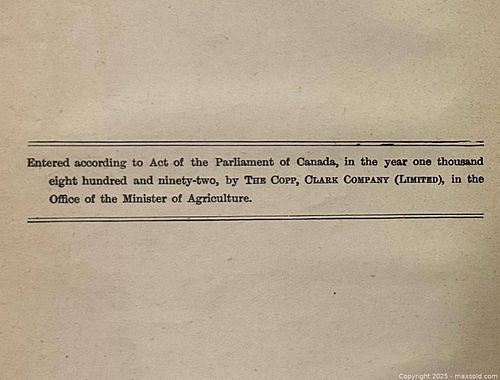 Entered according to Act of the Parliament of Canada, in the year one thousand
eight hundred and ninety-two, by The Copp, Clark Company (Limited), in the
Office of the Minister of Agriculture.
Copyright 2025 - maxsold.com